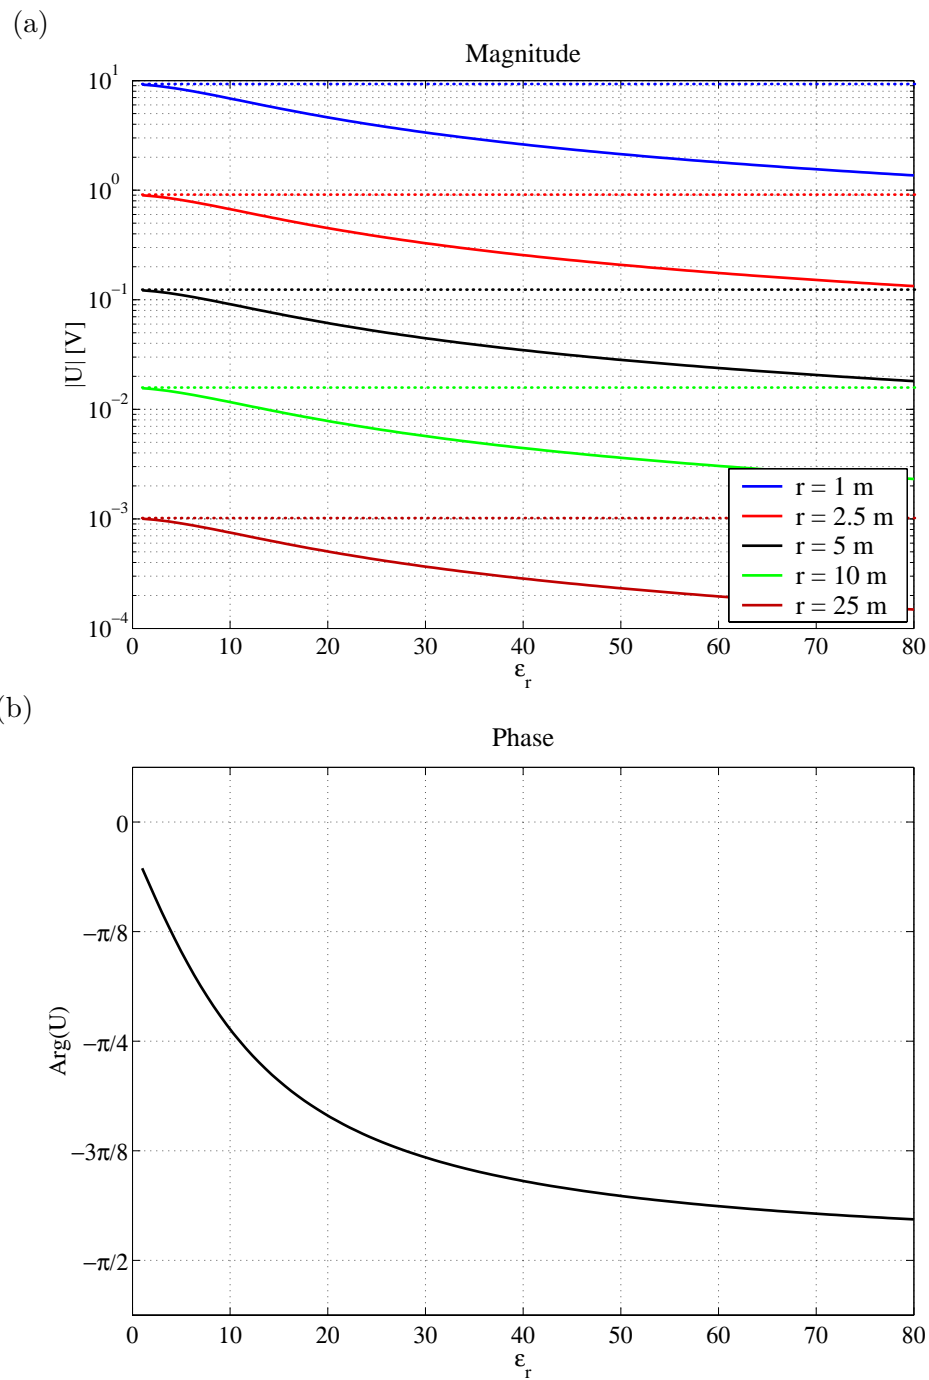 (a)
Magnitude
|U| [V]
10^1
10^0
10^−1
10^−2
10^−3
10^−4
r = 1 m
r = 2.5 m
r = 5 m
r = 10 m
r = 25 m
0 10 20 30 40 50 60 70 80
ε_r
(b)
Phase
Arg(U)
0
−π/8
−π/4
−3π/8
−π/2
0 10 20 30 40 50 60 70 80
ε_r